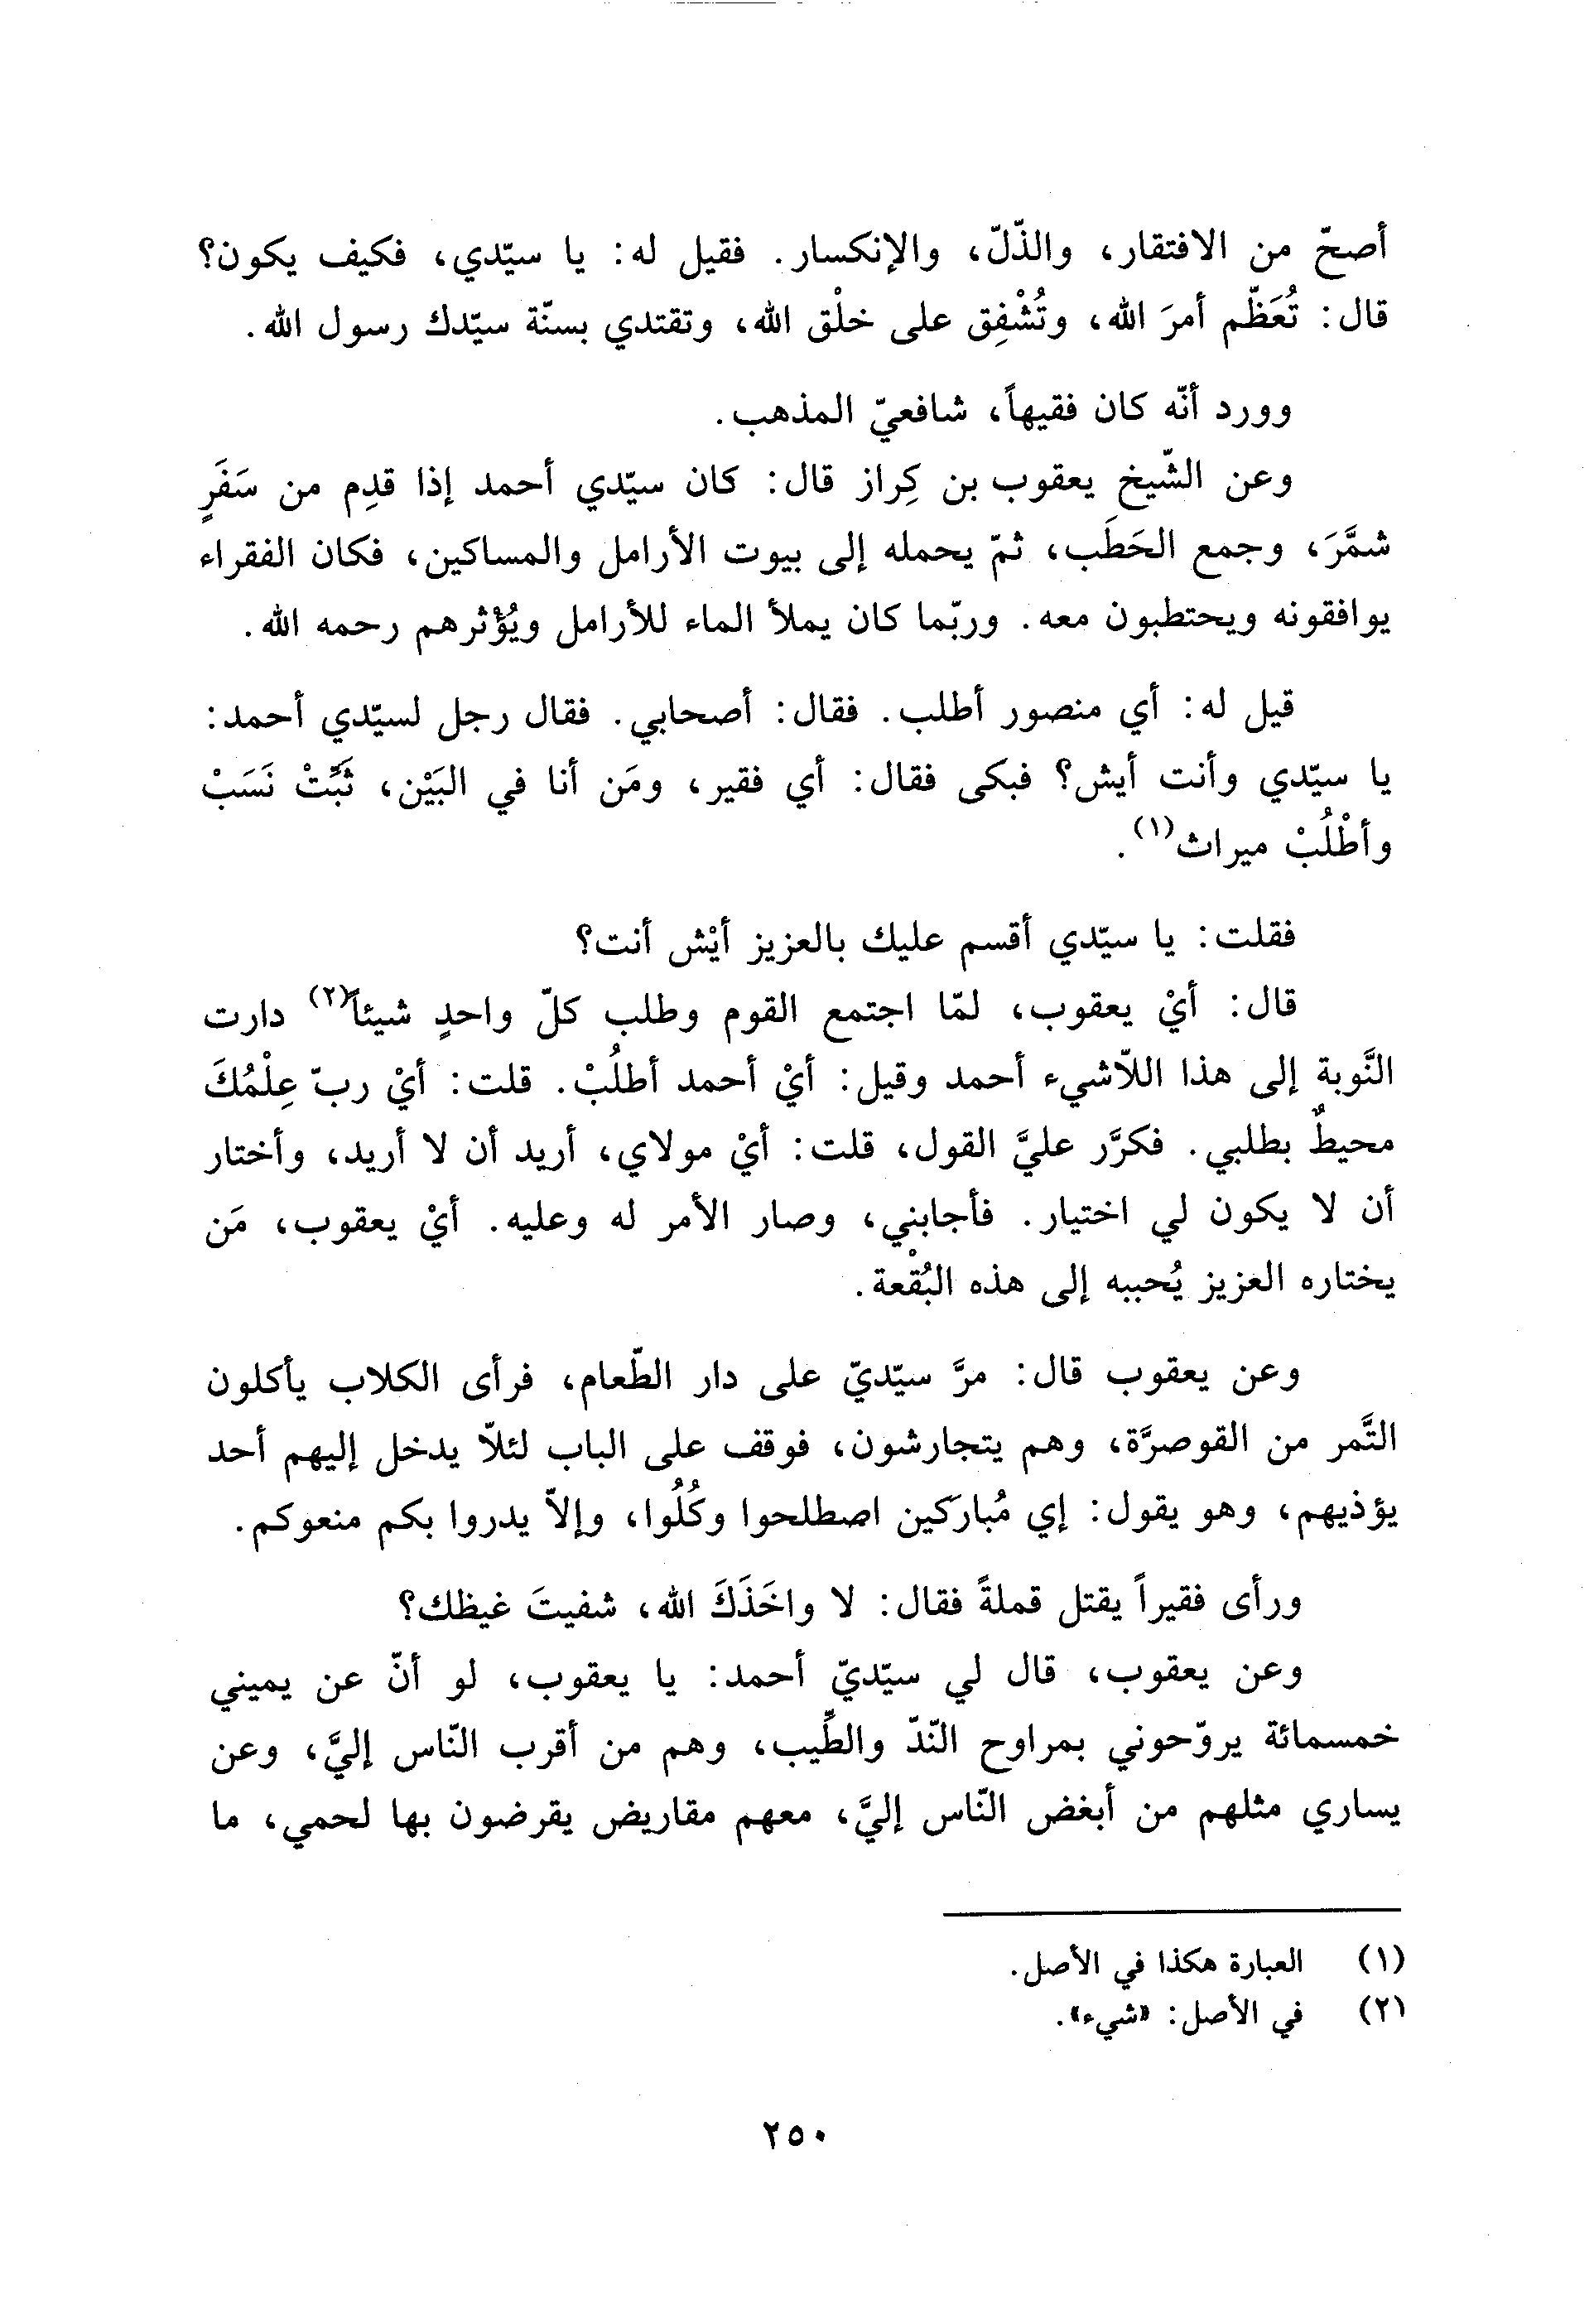 أصحّ من الافتقار، والذّلّ، والإنكسار. فقيل له: يا سيّدي، فكيف يكون؟
قال: تُعَظّم أمرَ الله، وتُشْفِق على خلْق الله، وتقتدي بسنّة سيّدك رسول الله.
وورد أنّه كان فقيهاً، شافعيّ المذهب.
وعن الشّيخ يعقوب بن كِراز قال: كان سيّدي أحمد إذا قدِم من سَفَرٍ
شمَّرَ، وجمع الحَطَب، ثمّ يحمله إلى بيوت الأرامل والمساكين، فكان الفقراء
يوافقونه ويحتطبون معه. وربّما كان يملأ الماء للأرامل ويُؤْثرهم رحمه الله.
قيل له: أي منصور أطلب. فقال: أصحابي. فقال رجل لسيّدي أحمد:
يا سيّدي وأنت أيش؟ فبكى فقال: أي فقير، ومَن أنا في البَيْن، ثَبِّتْ نَسَبْ
وأطْلُبْ ميراث(١).
فقلت: يا سيّدي أقسم عليك بالعزيز أيْش أنت؟
قال: أيْ يعقوب، لمّا اجتمع القوم وطلب كلّ واحدٍ شيئاً(٢) دارت
النَّوبة إلى هذا اللاّشيء أحمد وقيل: أيْ أحمد أطلُبْ. قلت: أيْ ربّ عِلْمُكَ
محيطٌ بطلبي. فكرَّر عليَّ القول، قلت: أيْ مولاي، أريد أن لا أريد، وأختار
أن لا يكون لي اختيار. فأجابني، وصار الأمر له وعليه. أيْ يعقوب، مَن
يختاره العزيز يُحببه إلى هذه البُقْعة.
وعن يعقوب قال: مرَّ سيّديّ على دار الطّعام، فرأى الكلاب يأكلون
التَّمر من القوصرَّة، وهم يتجارشون، فوقف على الباب لئلاّ يدخل إليهم أحد
يؤذيهم، وهو يقول: إي مُبارَكين اصطلحوا وكُلُوا، وإلاّ يدروا بكم منعوكم.
ورأى فقيراً يقتل قملةً فقال: لا واخَذَكَ الله، شفيتَ غيظك؟
وعن يعقوب، قال لي سيّديّ أحمد: يا يعقوب، لو أنّ عن يميني
خمسمائة يروّحوني بمراوح النّدّ والطِّيب، وهم من أقرب النّاس إليَّ، وعن
يساري مثلهم من أبغض النّاس إليَّ، معهم مقاريض يقرضون بها لحمي، ما
(١) العبارة هكذا في الأصل.
(٢) في الأصل: «شيء».
٢٥٠